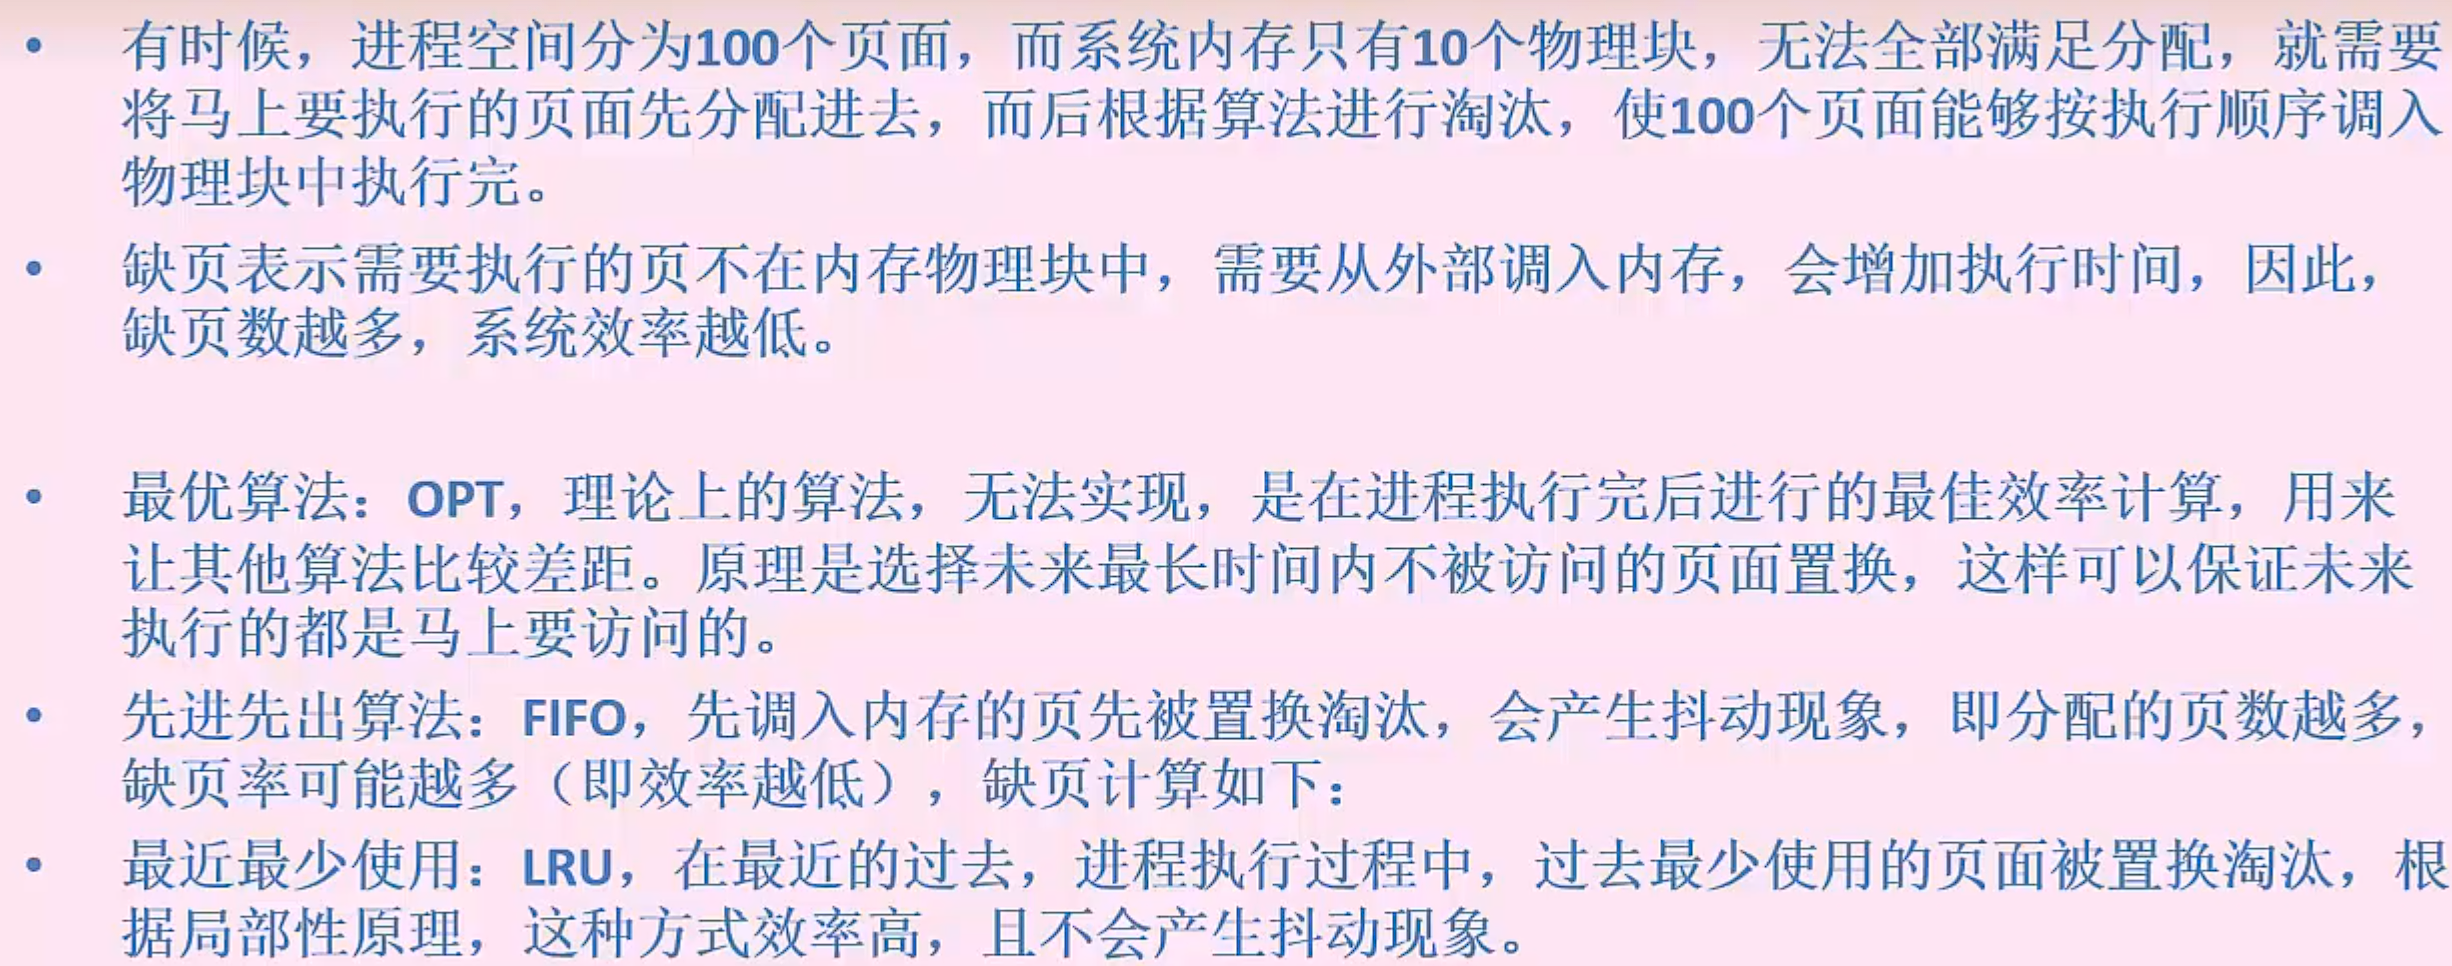 • 有时候，进程空间分为100个页面，而系统内存只有10个物理块，无法全部满足分配，就需要
将马上要执行的页面先分配进去，而后根据算法进行淘汰，使100个页面能够按执行顺序调入
物理块中执行完。
• 缺页表示需要执行的页不在内存物理块中，需要从外部调入内存，会增加执行时间，因此，
缺页数越多，系统效率越低。
• 最优算法：OPT，理论上的算法，无法实现，是在进程执行完后进行的最佳效率计算，用来
让其他算法比较差距。原理是选择未来最长时间内不被访问的页面置换，这样可以保证未来
执行的都是马上要访问的。
• 先进先出算法：FIFO，先调入内存的页先被置换淘汰，会产生抖动现象，即分配的页数越多，
缺页率可能越多（即效率越低），缺页计算如下：
• 最近最少使用：LRU，在最近的过去，进程执行过程中，过去最少使用的页面被置换淘汰，根
据局部性原理，这种方式效率高，且不会产生抖动现象。